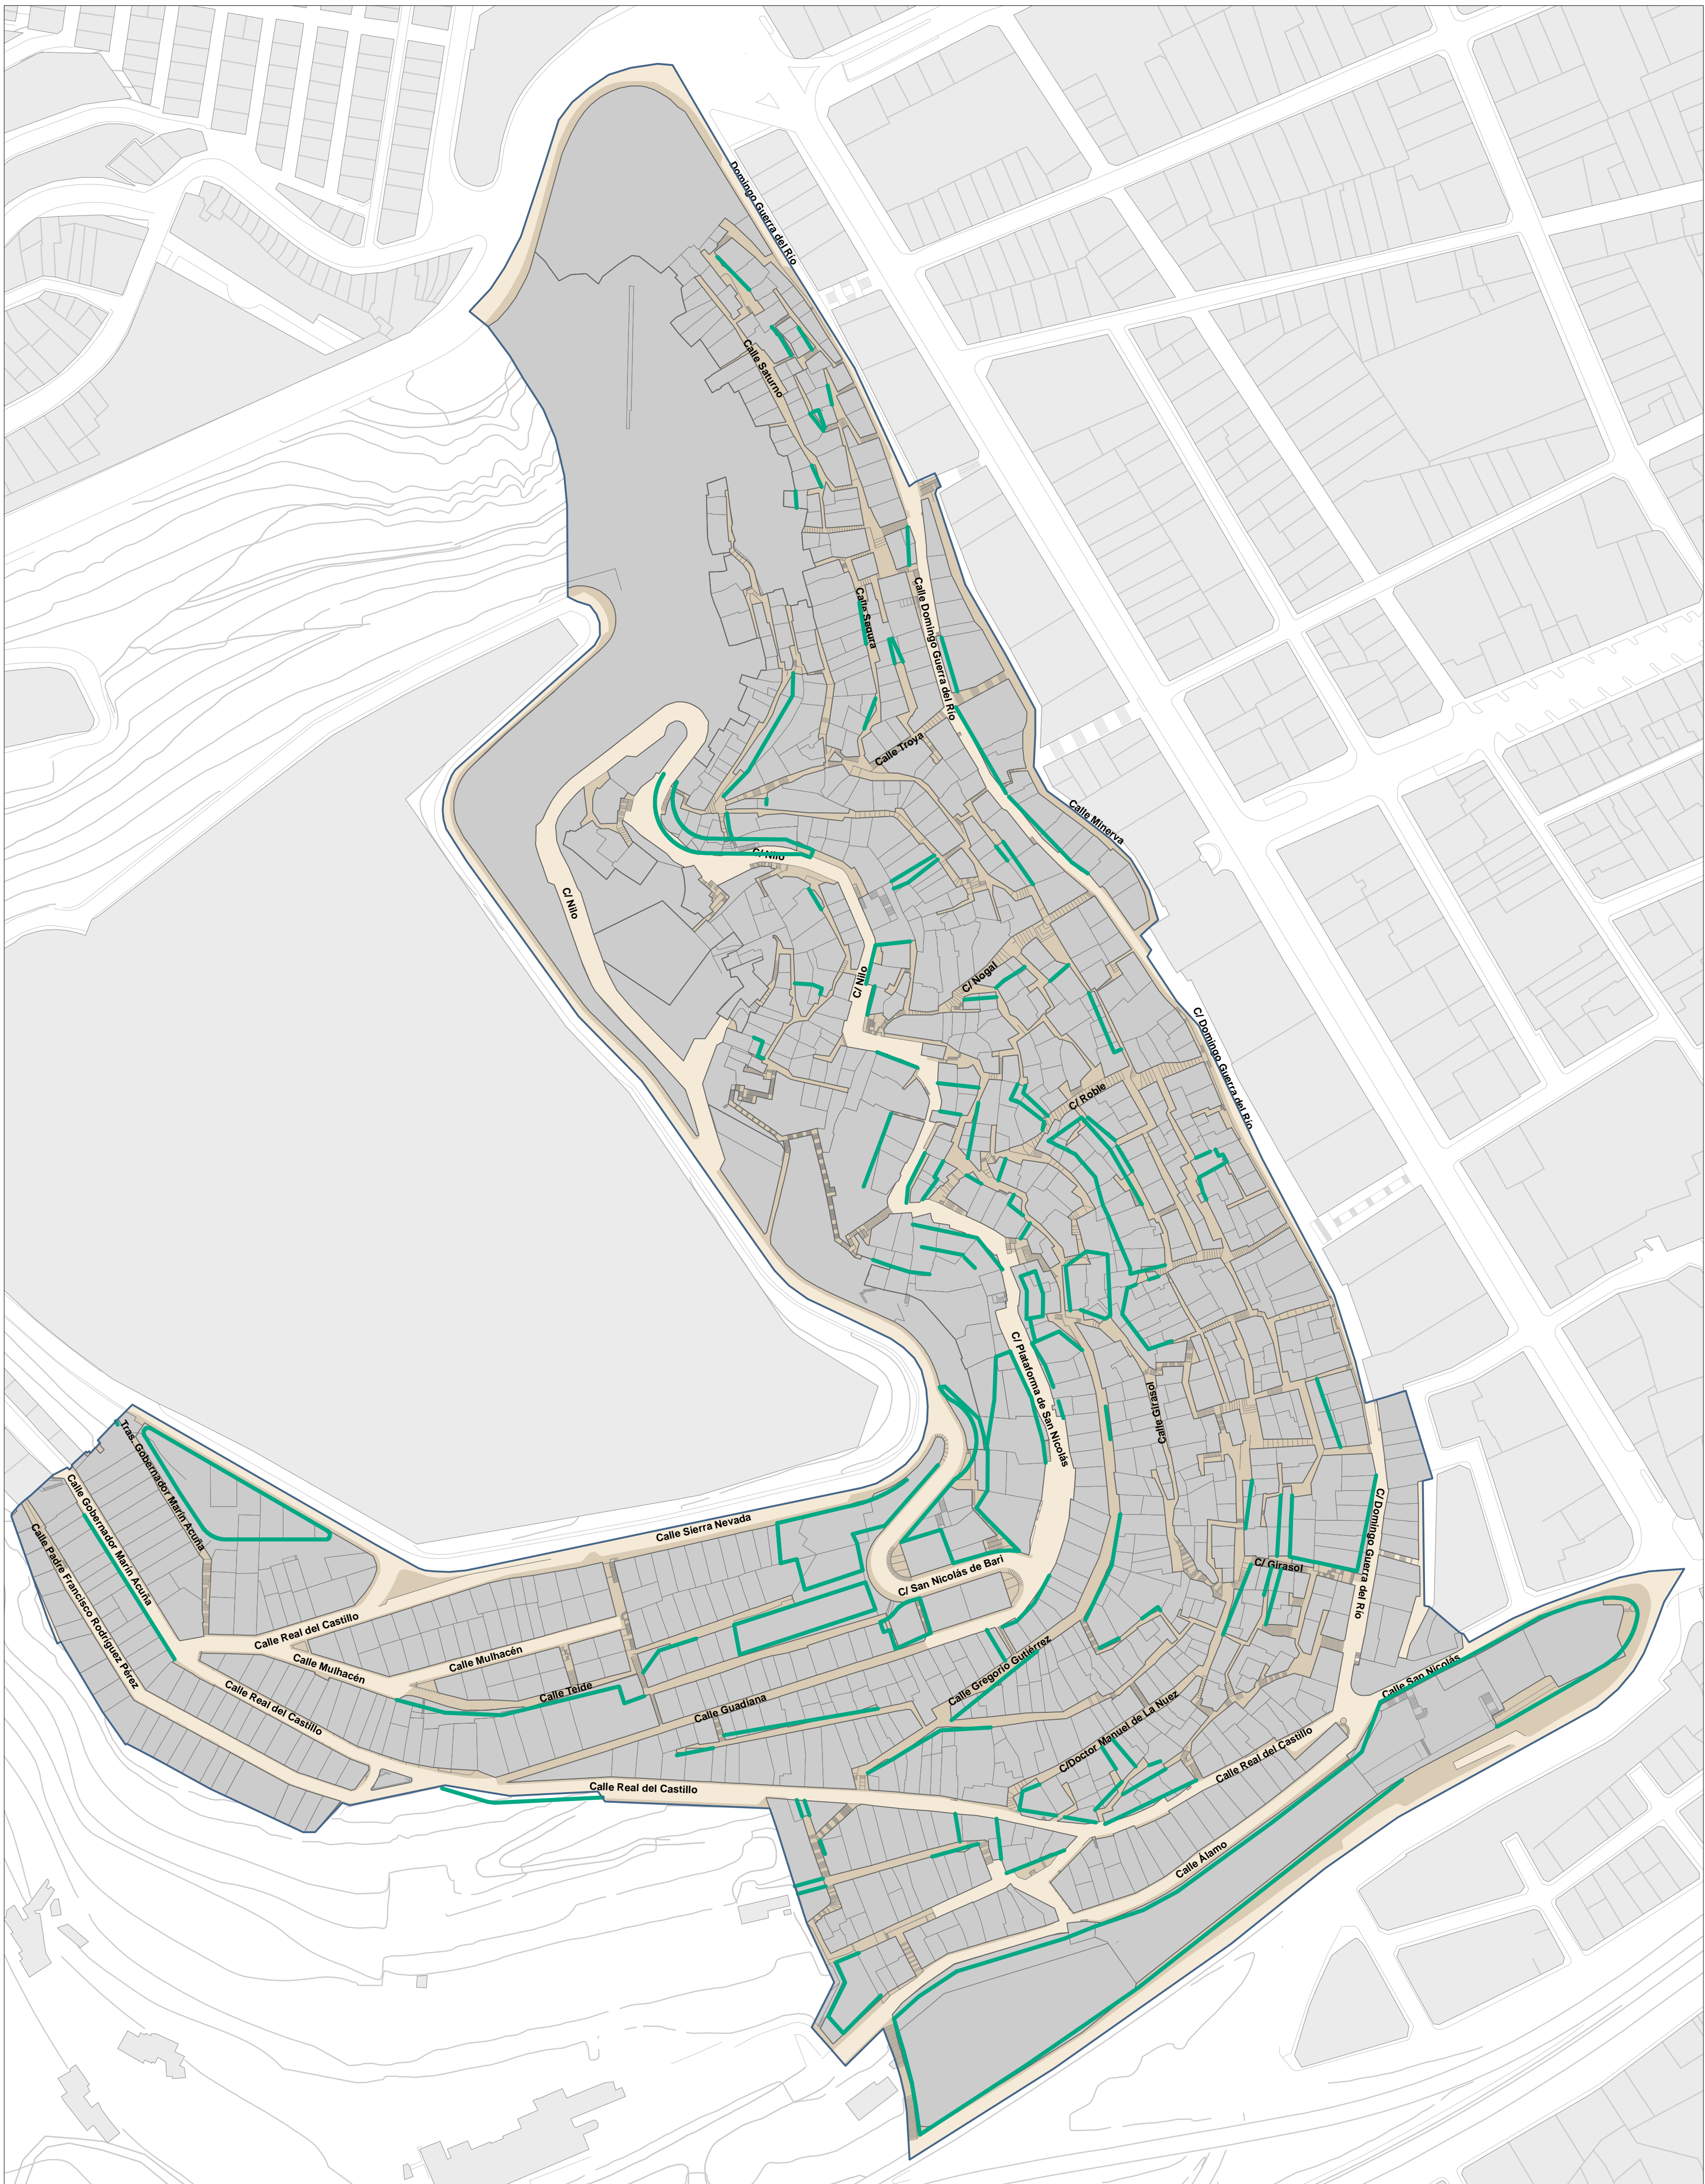 Domingo Guerra del Río
Calle Saturno
Calle Segura
Calle Domingo Guerra del Río
Calle Troya
Calle Minerva
C/ Nilo
C/ Nilo
C/ Nilo
C/ Nogal
C/ Domingo Guerra del Río
C/ Roble
C/ Plataforma de San Nicolás
Calle Girasol
Tras. Gobernador Marín Acuña
Calle Gobernador Marín Acuña
Calle Padre Francisco Rodríguez Pérez
Calle Sierra Nevada
C/ Domingo Guerra del Río
C/ Girasol
C/ San Nicolás de Bari
Calle Real del Castillo
Calle Mulhacén
Calle Mulhacén
Calle Gregorio Gutiérrez
Calle San Nicolás
Calle Teide
Calle Real del Castillo
Calle Guadiana
C/Doctor Manuel de La Nuez
Calle Real del Castillo
Calle Real del Castillo
Calle Álamo